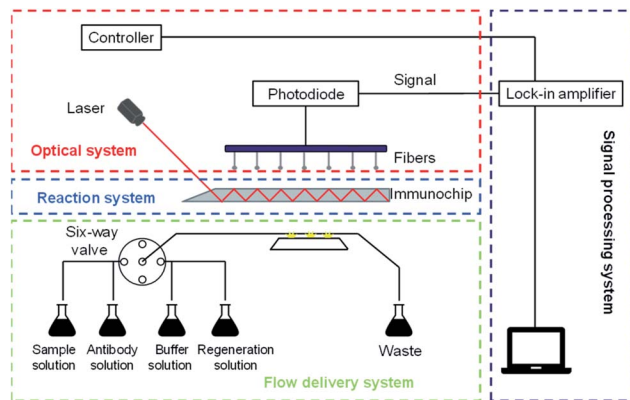 Controller
Signal
Laser
Photodiode
Lock-in amplifier
Optical system
Fibers
Reaction system
Immunochip
Six-way
valve
Sample
solution
Antibody
solution
Buffer
solution
Regeneration
solution
Waste
Flow delivery system
Signal processing system